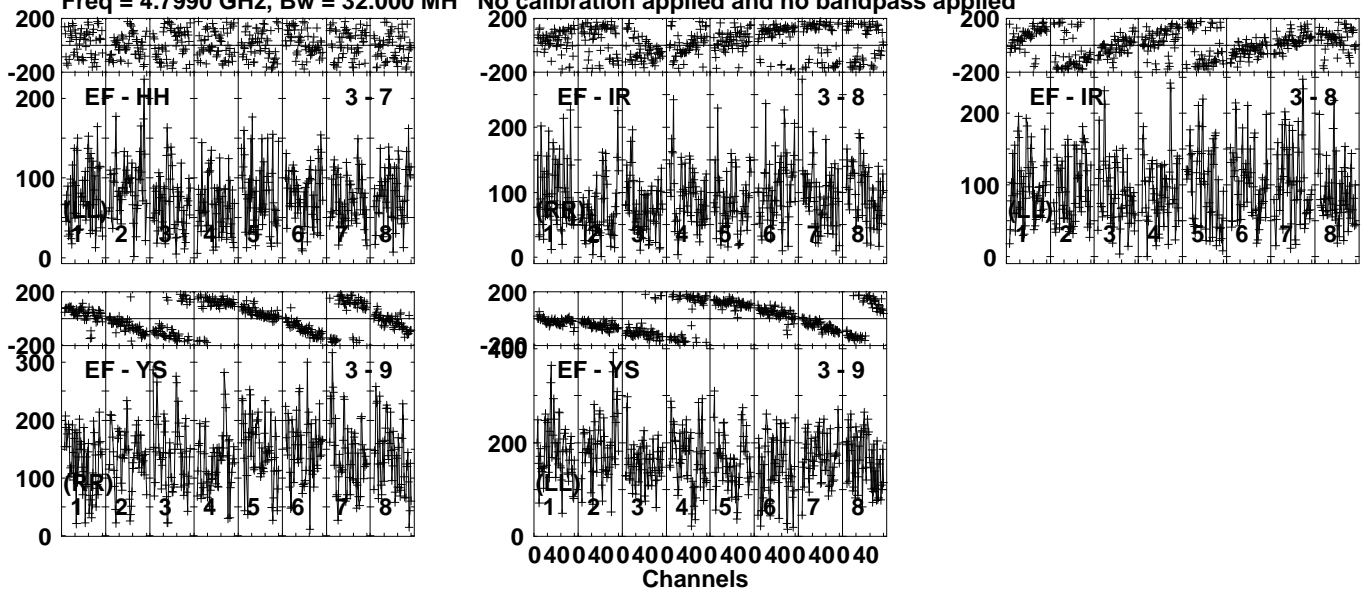 Freq = 4.7990 GHz, Bw = 32.000 MH No calibration applied and no bandpass applied
200
-200
200
100
0
EF - HH
3 - 7
(LL)
1 2 3 4 5 6 7 8
200
-200
200
100
0
EF - IR
3 - 8
(RR)
1 2 3 4 5 6 7 8
200
-200
200
100
0
EF - IR
3 - 8
(LL)
1 2 3 4 5 6 7 8
200
-200
300
200
100
0
EF - YS
3 - 9
(RR)
1 2 3 4 5 6 7 8
200
-200
400
200
0
EF - YS
3 - 9
(LL)
1 2 3 4 5 6 7 8
0 40 0 40 0 40 0 40 0 40 0 40 0 40 0 40
Channels